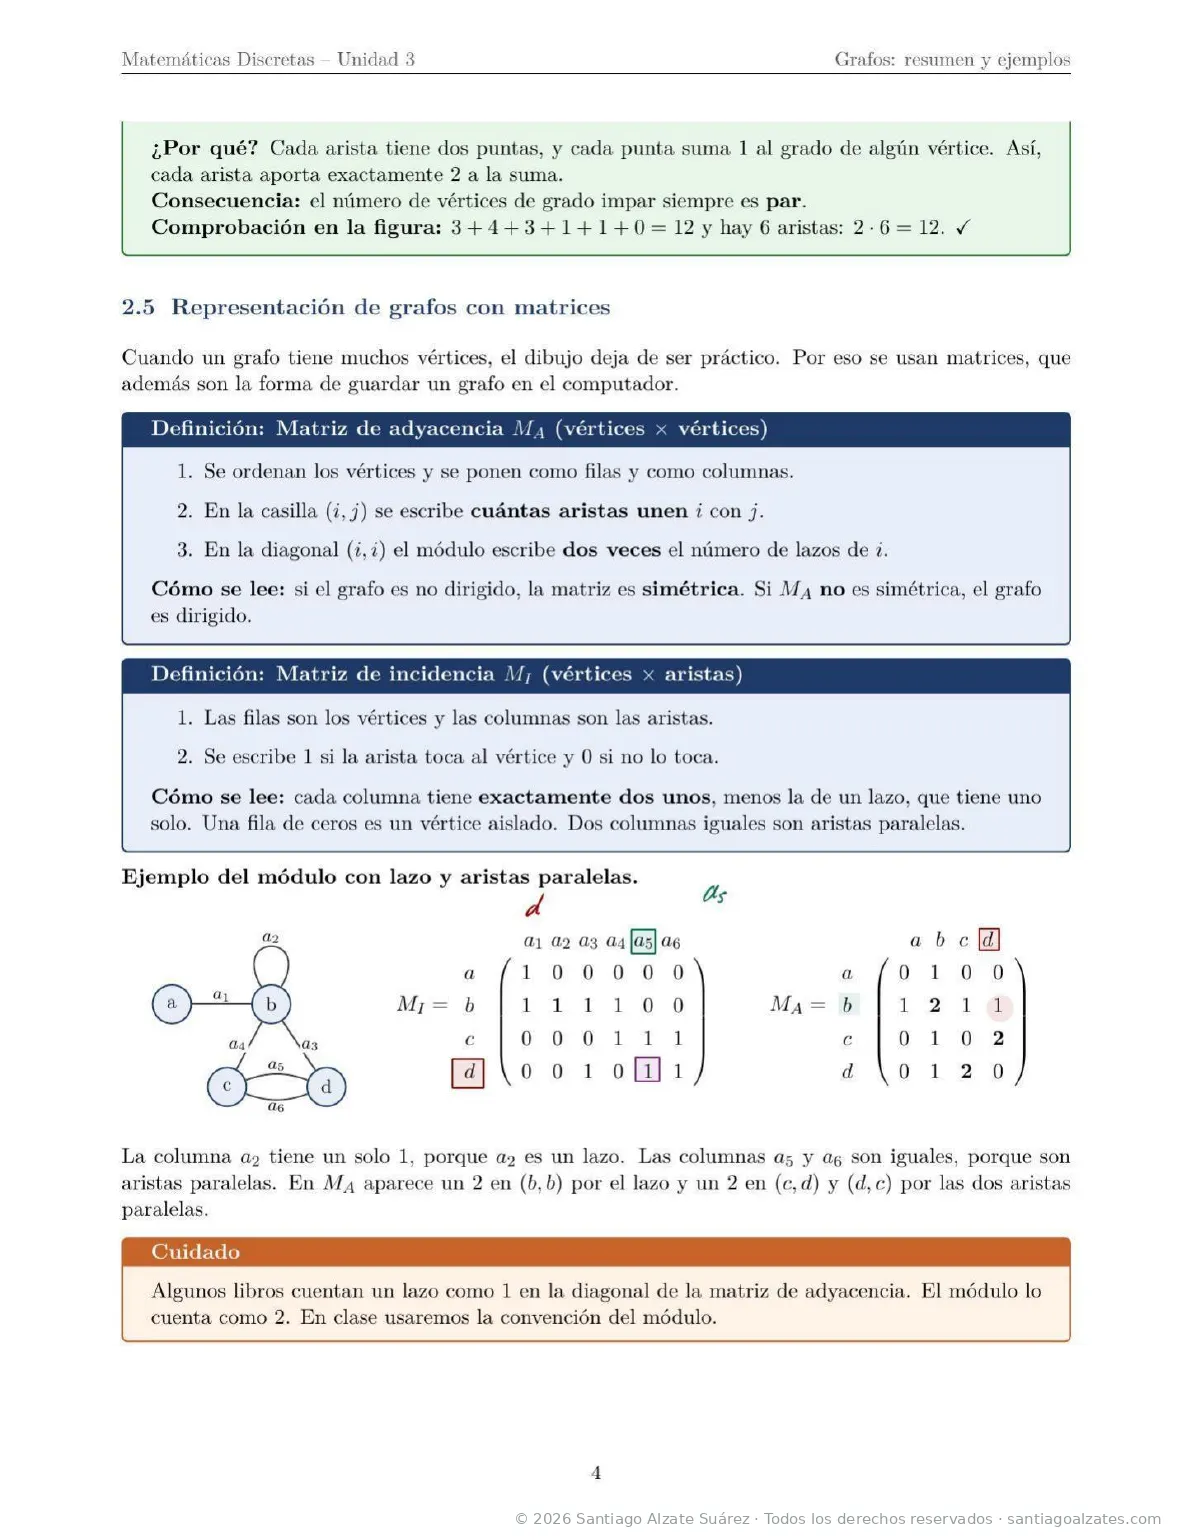 Matemáticas Discretas – Unidad 3 Grafos: resumen y ejemplos
¿Por qué? Cada arista tiene dos puntas, y cada punta suma 1 al grado de algún vértice. Así,
cada arista aporta exactamente 2 a la suma.
Consecuencia: el número de vértices de grado impar siempre es par.
Comprobación en la figura: 3 + 4 + 3 + 1 + 1 + 0 = 12 y hay 6 aristas: 2 · 6 = 12. ✓
2.5 Representación de grafos con matrices
Cuando un grafo tiene muchos vértices, el dibujo deja de ser práctico. Por eso se usan matrices, que
además son la forma de guardar un grafo en el computador.
Definición: Matriz de adyacencia M_A (vértices × vértices)
1. Se ordenan los vértices y se ponen como filas y como columnas.
2. En la casilla (i, j) se escribe cuántas aristas unen i con j.
3. En la diagonal (i, i) el módulo escribe dos veces el número de lazos de i.
Cómo se lee: si el grafo es no dirigido, la matriz es simétrica. Si M_A no es simétrica, el grafo
es dirigido.
Definición: Matriz de incidencia M_I (vértices × aristas)
1. Las filas son los vértices y las columnas son las aristas.
2. Se escribe 1 si la arista toca al vértice y 0 si no lo toca.
Cómo se lee: cada columna tiene exactamente dos unos, menos la de un lazo, que tiene uno
solo. Una fila de ceros es un vértice aislado. Dos columnas iguales son aristas paralelas.
Ejemplo del módulo con lazo y aristas paralelas.
d a5
a2
a a1 b
a4 a3
a5
c d
a6
a1 a2 a3 a4 a5 a6
a 1 0 0 0 0 0
M_I = b 1 1 1 1 0 0
c 0 0 0 1 1 1
d 0 0 1 0 1 1
a b c d
a 0 1 0 0
M_A = b 1 2 1 1
c 0 1 0 2
d 0 1 2 0
La columna a2 tiene un solo 1, porque a2 es un lazo. Las columnas a5 y a6 son iguales, porque son
aristas paralelas. En M_A aparece un 2 en (b, b) por el lazo y un 2 en (c, d) y (d, c) por las dos aristas
paralelas.
Cuidado
Algunos libros cuentan un lazo como 1 en la diagonal de la matriz de adyacencia. El módulo lo
cuenta como 2. En clase usaremos la convención del módulo.
4
© 2026 Santiago Alzate Suárez · Todos los derechos reservados · santiagoalzates.com